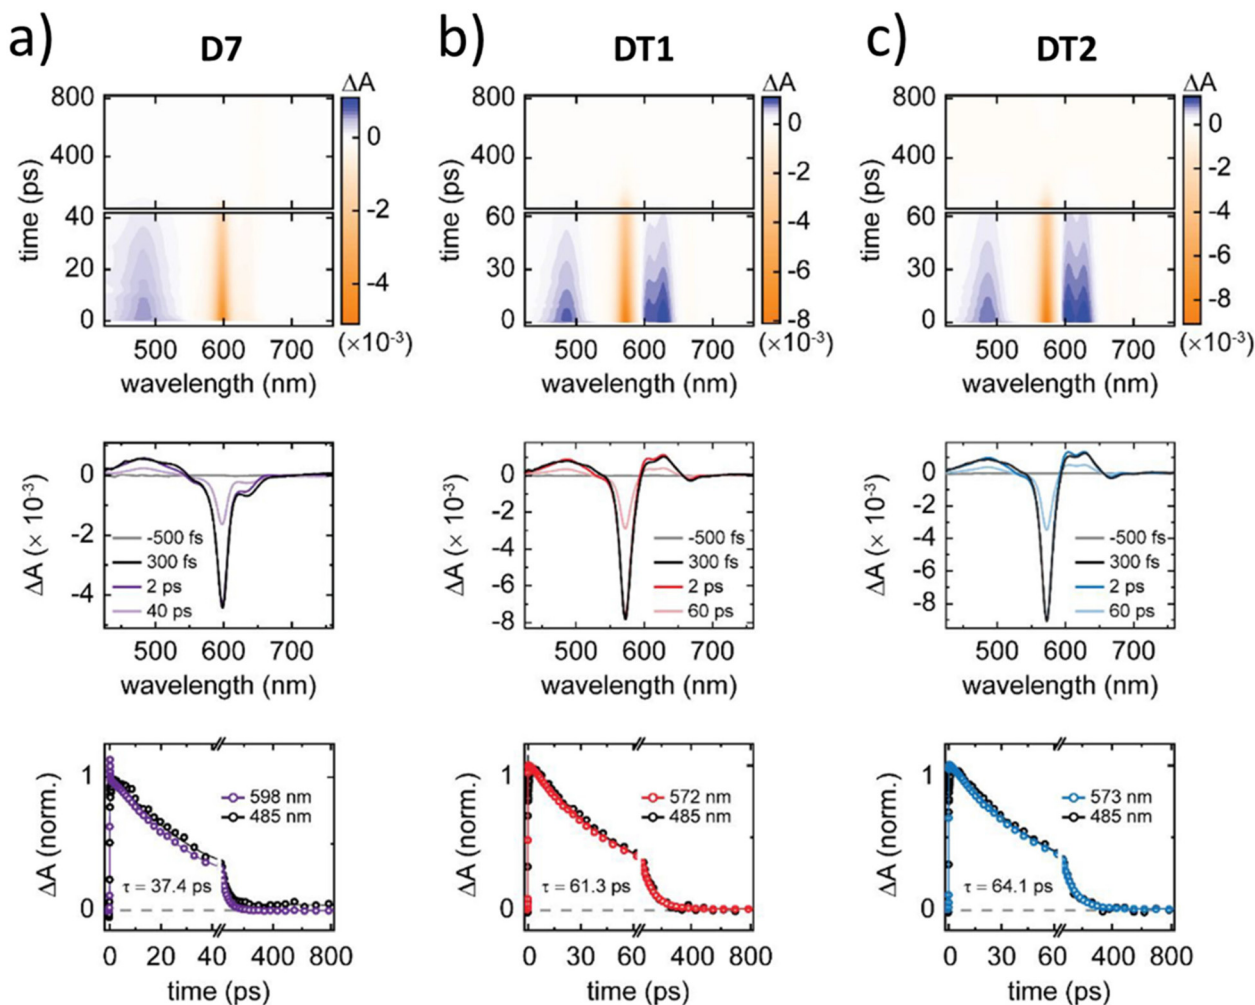 a) D7
b) DT1
c) DT2
ΔA
800
400
time (ps)
40
20
0
0
-2
-4
(×10-3)
500 600 700
wavelength (nm)
ΔA
800
400
time (ps)
60
30
0
0
-2
-4
-6
-8
(×10-3)
500 600 700
wavelength (nm)
ΔA
800
400
time (ps)
60
30
0
0
-2
-4
-6
-8
(×10-3)
500 600 700
wavelength (nm)
ΔA (× 10-3)
0
-2
-4
-500 fs
300 fs
2 ps
40 ps
500 600 700
wavelength (nm)
ΔA (× 10-3)
0
-2
-4
-6
-8
-500 fs
300 fs
2 ps
60 ps
500 600 700
wavelength (nm)
ΔA (× 10-3)
0
-2
-4
-6
-8
-500 fs
300 fs
2 ps
60 ps
500 600 700
wavelength (nm)
ΔA (norm.)
1
0
598 nm
485 nm
τ = 37.4 ps
0 20 40 400 800
time (ps)
ΔA (norm.)
1
0
572 nm
485 nm
τ = 61.3 ps
0 20 40 60 400 800
time (ps)
ΔA (norm.)
1
0
573 nm
485 nm
τ = 64.1 ps
0 20 40 60 400 800
time (ps)